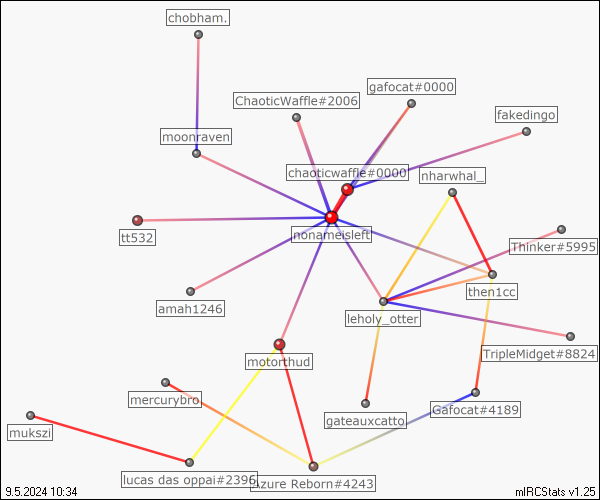 chobham.
gafocat#0000
ChaoticWaffle#2006
fakedingo
moonraven
chaoticwaffle#0000
nharwhal_
tt532
nonameisleft
Thinker#5995
then1cc
amah1246
leholy_otter
TripleMidget#8824
motorthud
mercurybro
Gafocat#4189
gateauxcatto
mukszi
lucas das oppai#2396
Azure Reborn#4243
9.5.2024 10:34
mIRCStats v1.25